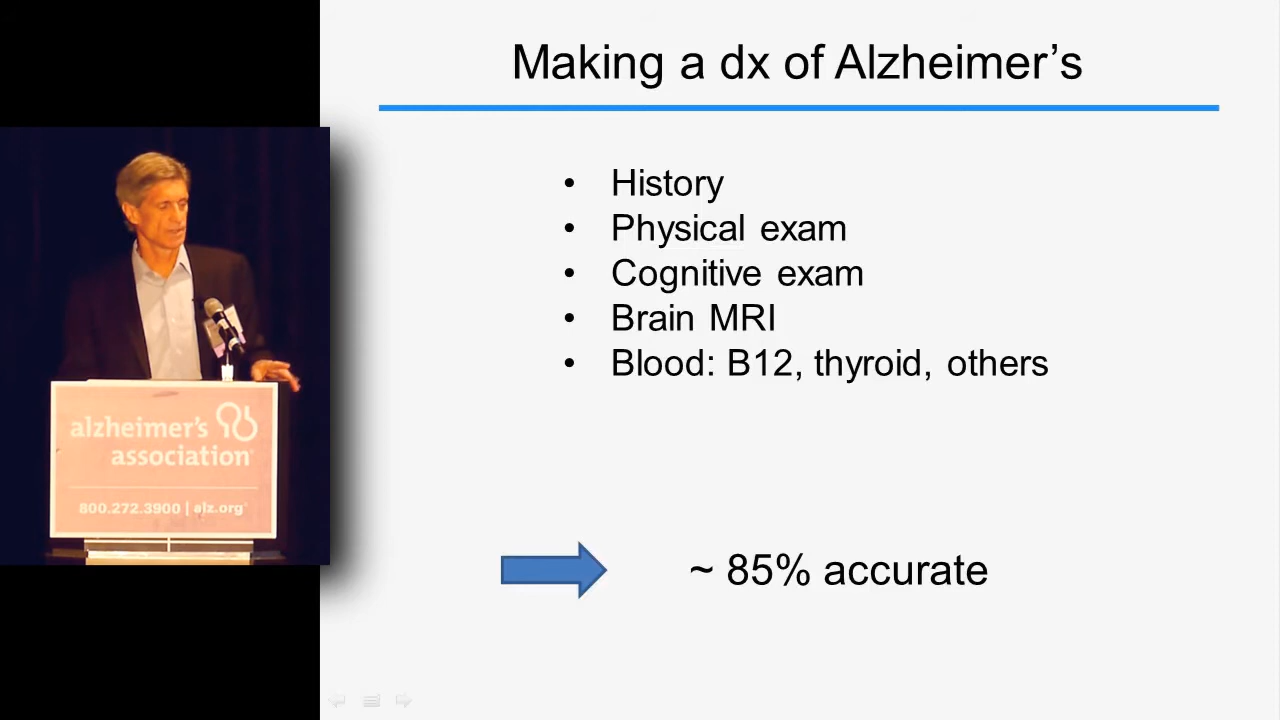 Making a dx of Alzheimer’s
• History
• Physical exam
• Cognitive exam
• Brain MRI
• Blood: B12, thyroid, others
~ 85% accurate
alzheimer's
association®
800.272.3900 | alz.org®